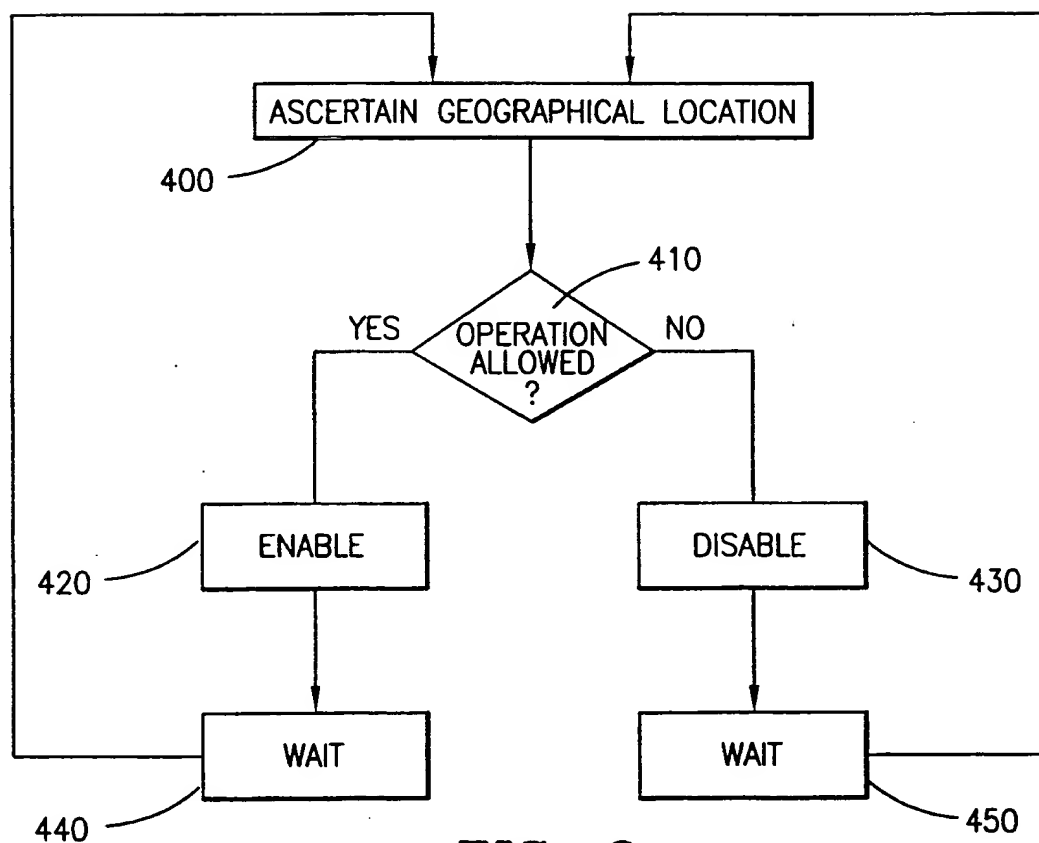 ASCERTAIN GEOGRAPHICAL LOCATION
400
410
YES
OPERATION
ALLOWED
?
NO
ENABLE
DISABLE
420
430
WAIT
WAIT
440
450